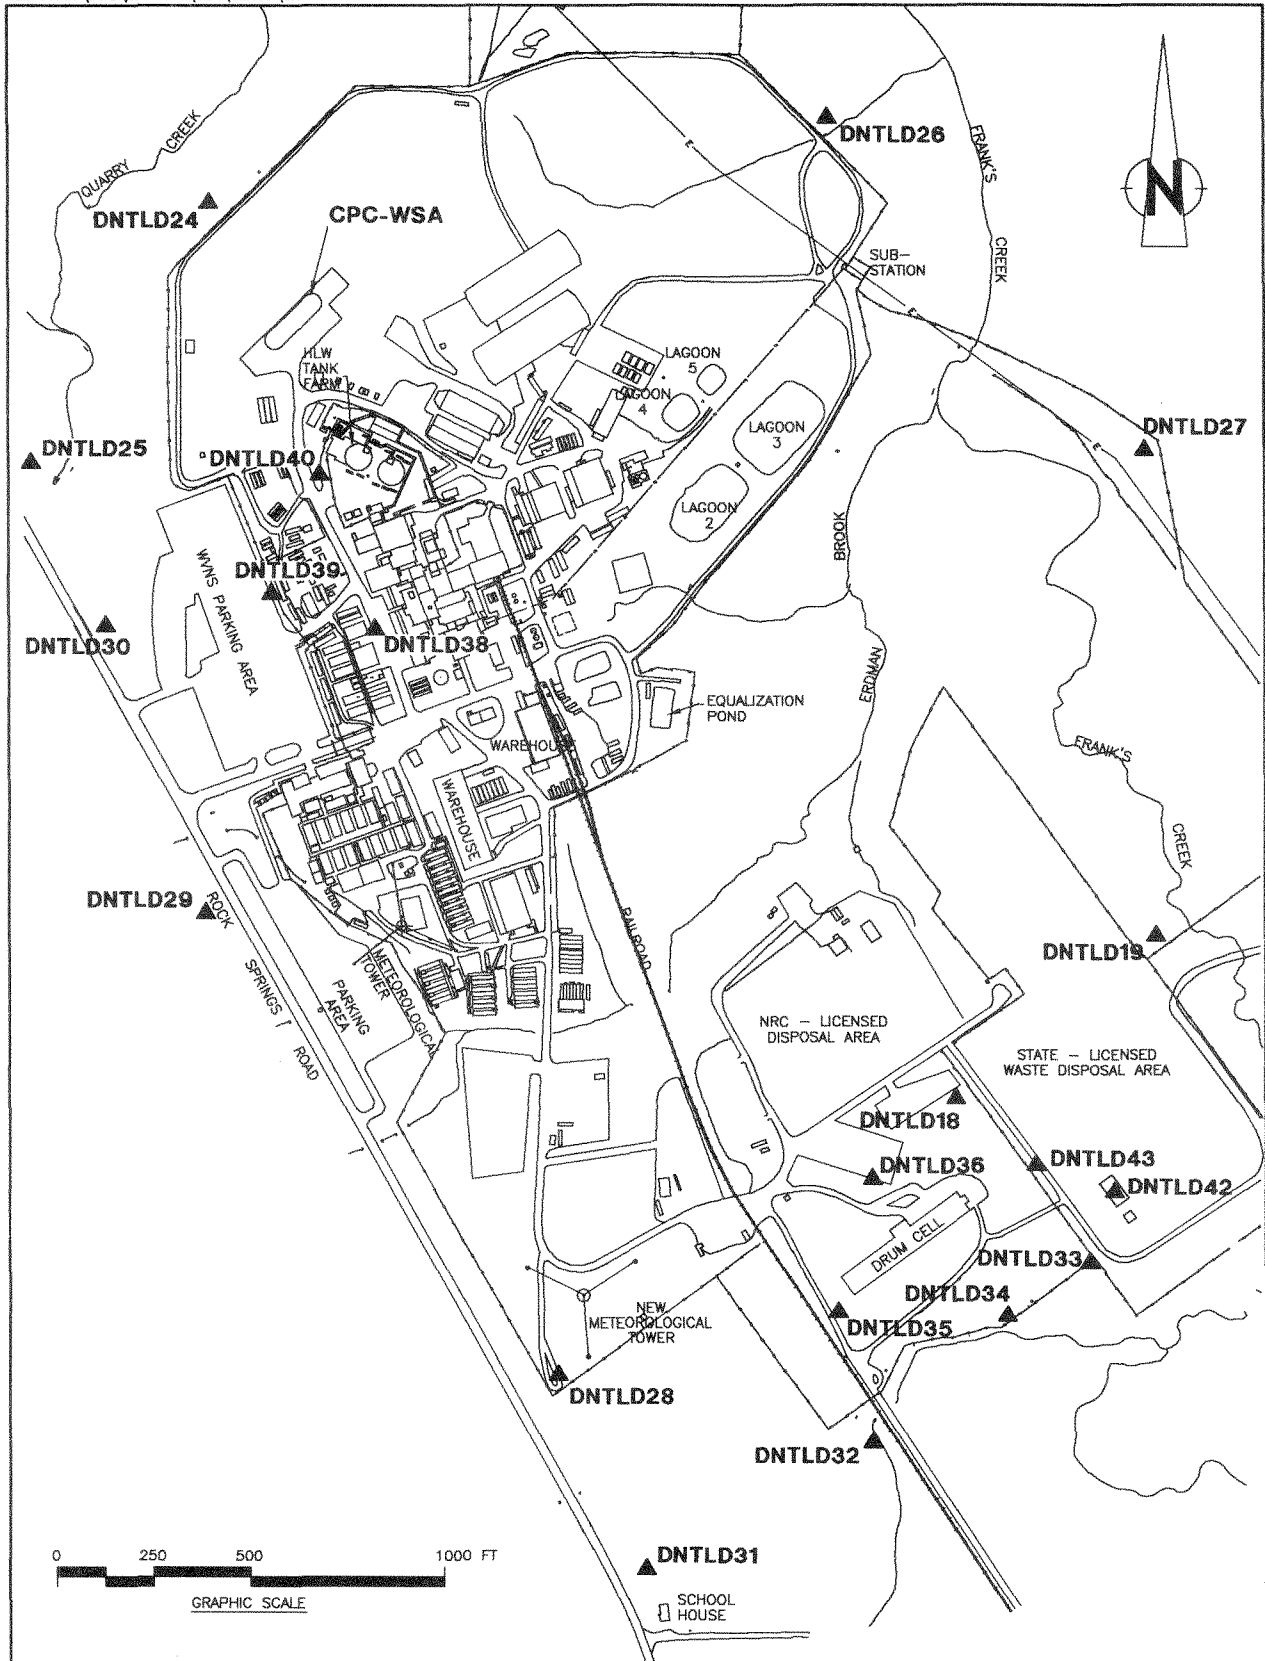 DNTLD26
FRANK'S
CREEK
QUARRY
CREEK
DNTLD24
CPC-WSA
N
SUB-
STATION
HLW
TANK
FARM
LAGOON
5
LAGOON
4
LAGOON
3
LAGOON
2
DNTLD27
DNTLD25
DNTLD40
DNTLD39
WVNS PARKING AREA
DNTLD30
DNTLD38
BROOK
ERDMAN
EQUALIZATION
POND
WAREHOUSE
WAREHOUSE
FRANK'S
CREEK
DNTLD29
ROCK
SPRINGS
ROAD
METEOROLOGICAL
TOWER
PARKING
AREA
RAILROAD
DNTLD19
NRC - LICENSED
DISPOSAL AREA
STATE - LICENSED
WASTE DISPOSAL AREA
DNTLD18
DNTLD36
DNTLD43
DNTLD42
DRUM CELL
DNTLD33
DNTLD34
DNTLD35
NEW
METEOROLOGICAL
TOWER
DNTLD28
DNTLD32
DNTLD31
SCHOOL
HOUSE
0 250 500 1000 FT
GRAPHIC SCALE
E
E
E